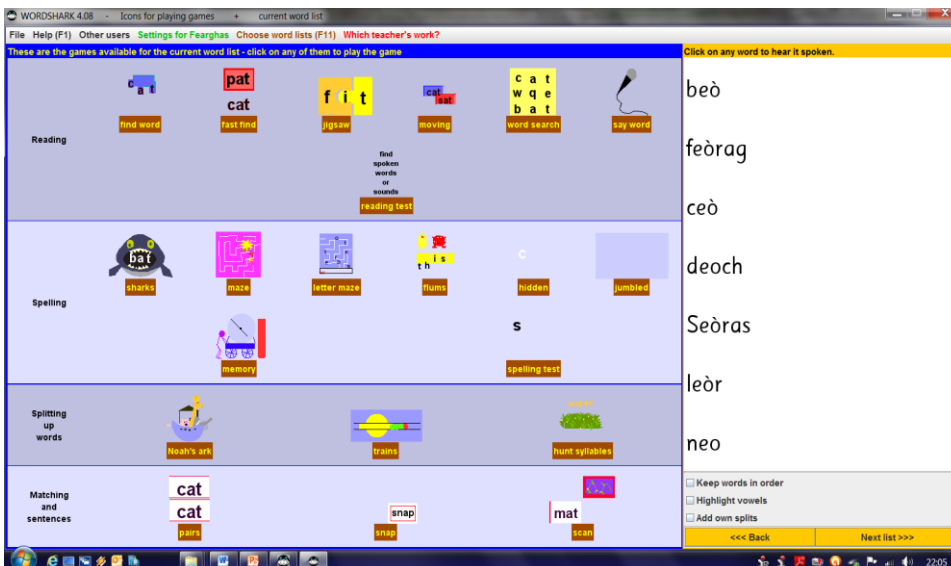 WORDSHARK 4.08 - Icons for playing games + current word list
File Help (F1) Other users Settings for Fearghas Choose word lists (F11) Which teacher's work?
These are the games available for the current word list - click on any of them to play the game
Click on any word to hear it spoken.
Reading
c a t
find word
pat
cat
fast find
f i t
jigsaw
cat
sat
moving
c a t
w q e
b a t
word search
say word
find
spoken
words
or
sounds
reading test
Spelling
bat
sharks
maze
letter maze
th i s
flums
c
hidden
jumbled
memory
s
spelling test
Splitting
up
words
Noah's ark
trains
hunt syllables
Matching
and
sentences
cat
cat
pairs
snap
snap
mat
scan
beò
feòrag
ceò
deoch
Seòras
leòr
neo
Keep words in order
Highlight vowels
Add own splits
<<< Back
Next list >>>
22:05